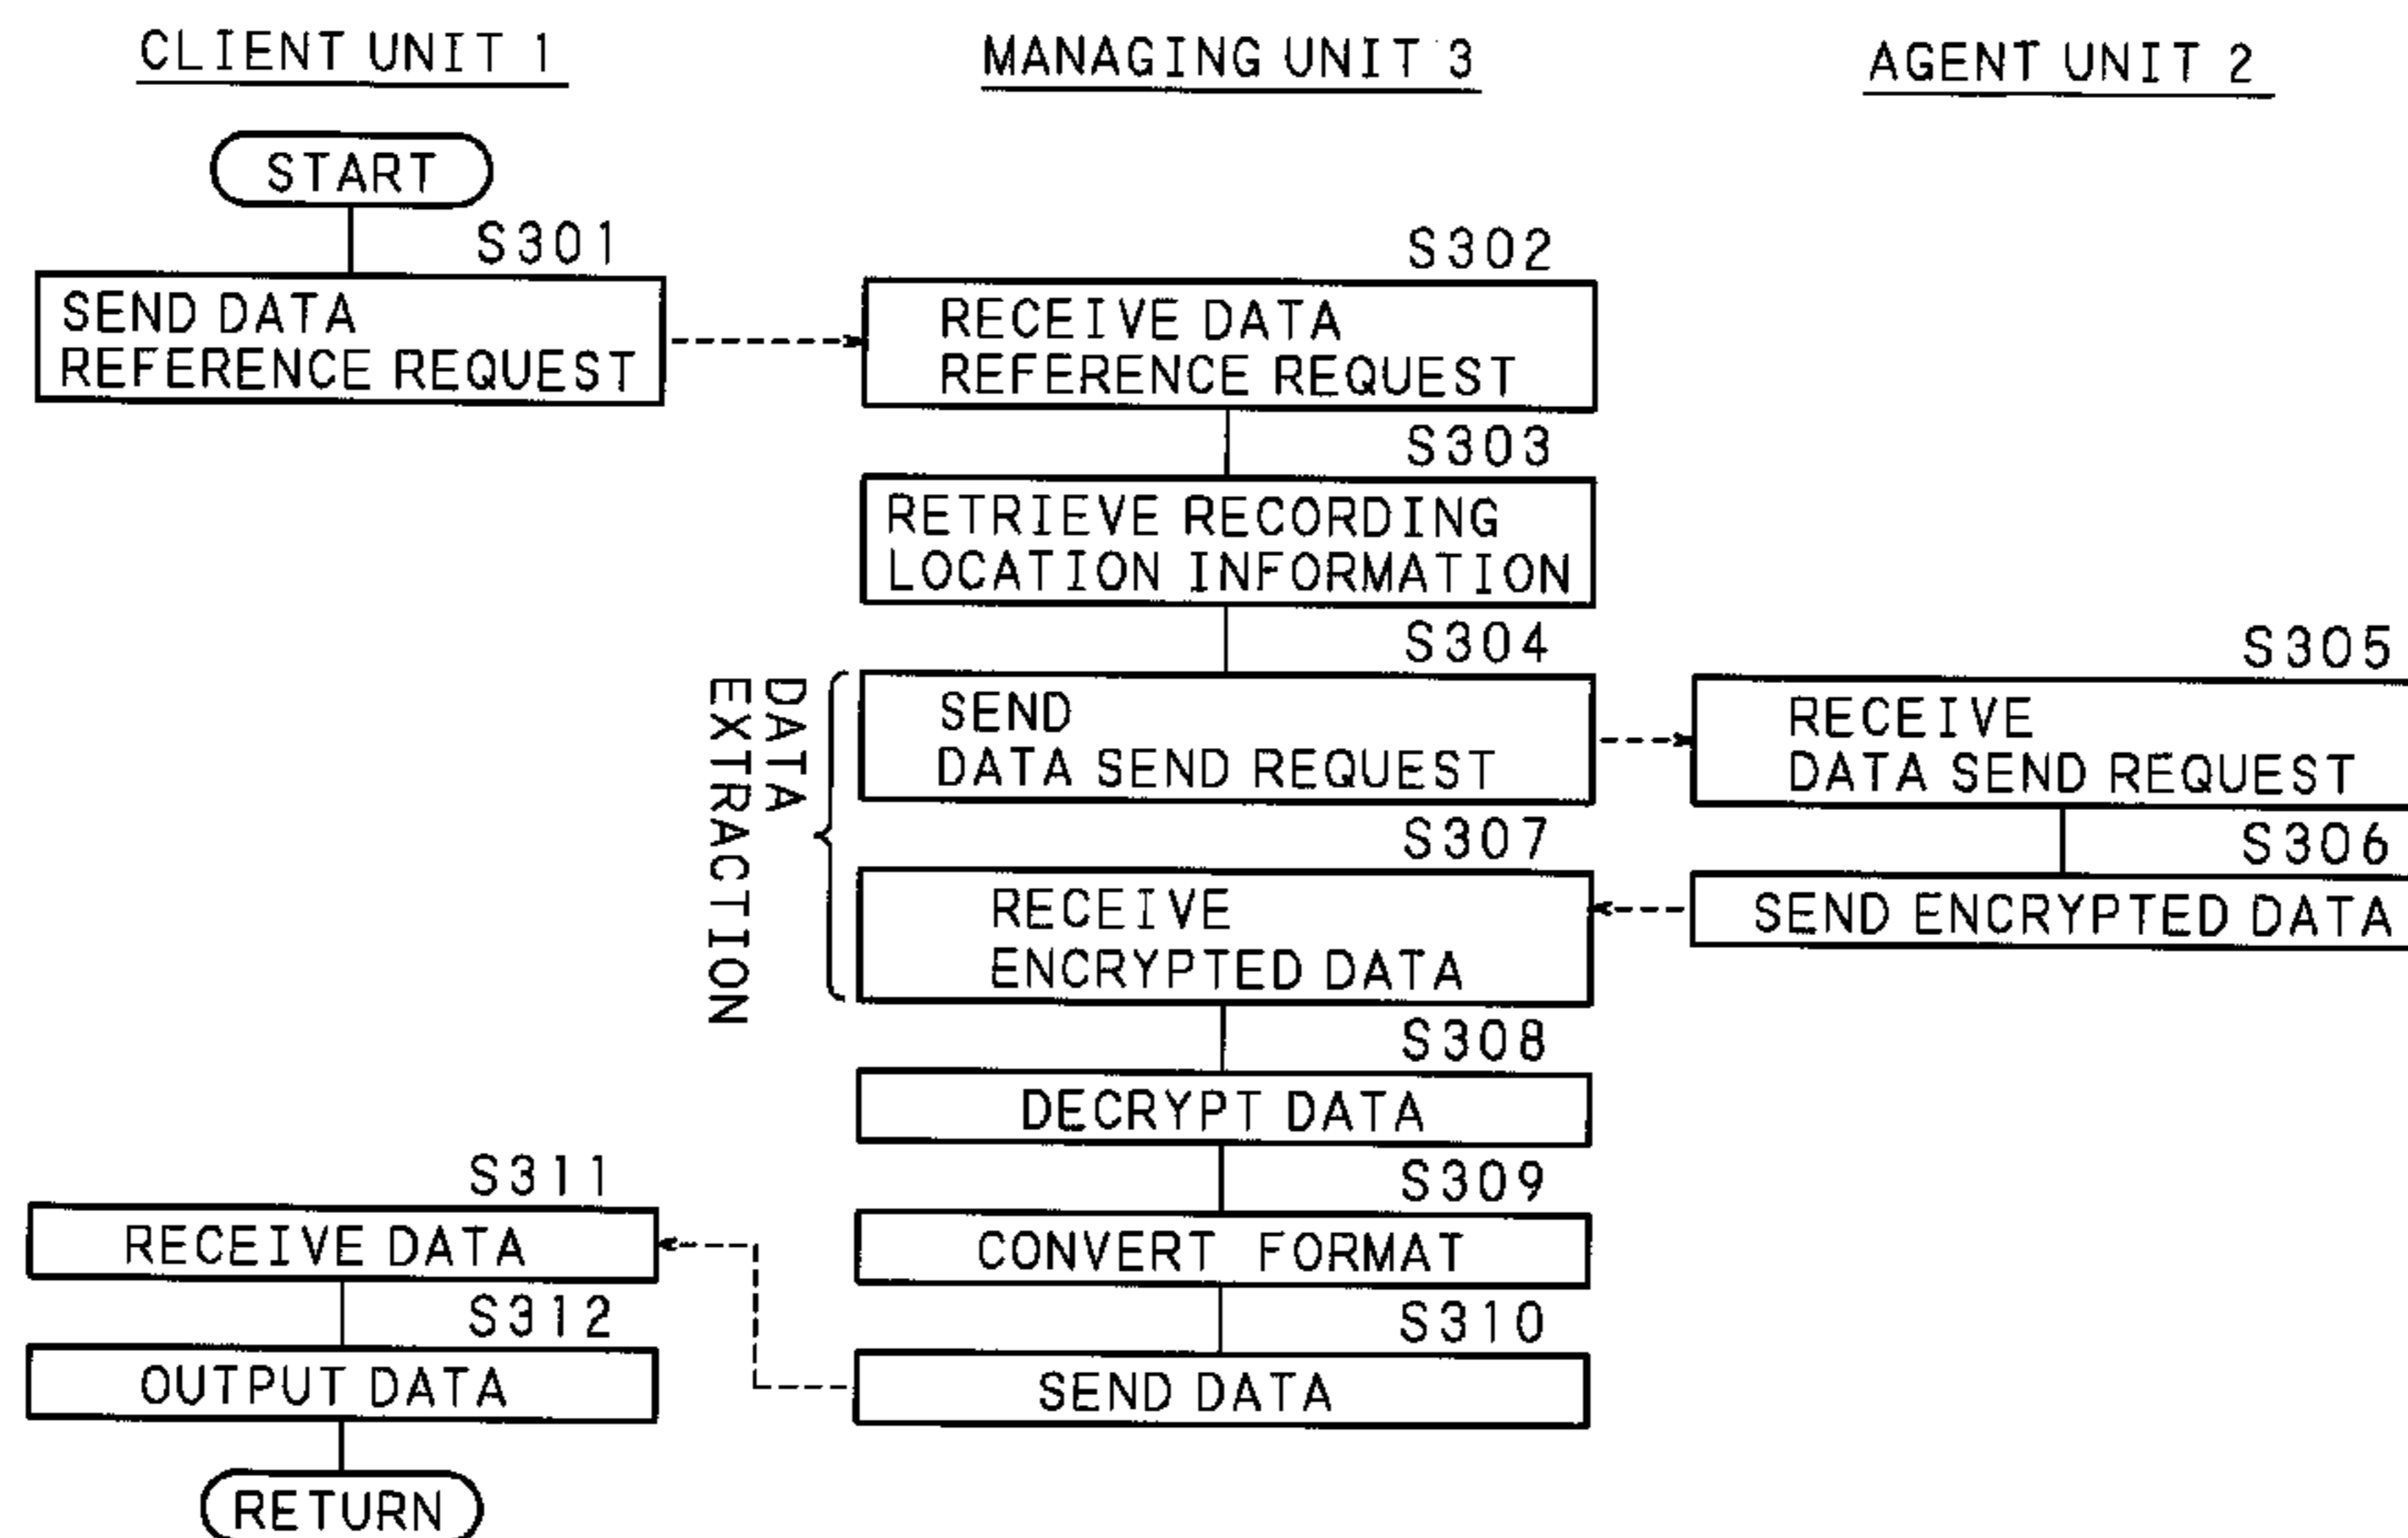 CLIENT UNIT 1
MANAGING UNIT 3
AGENT UNIT 2
START
S301
SEND DATA
REFERENCE REQUEST
S302
RECEIVE DATA
REFERENCE REQUEST
S303
RETRIEVE RECORDING
LOCATION INFORMATION
DATA
EXTRACTION
S304
SEND
DATA SEND REQUEST
S305
RECEIVE
DATA SEND REQUEST
S306
SEND ENCRYPTED DATA
S307
RECEIVE
ENCRYPTED DATA
S308
DECRYPT DATA
S309
CONVERT FORMAT
S310
SEND DATA
S311
RECEIVE DATA
S312
OUTPUT DATA
RETURN